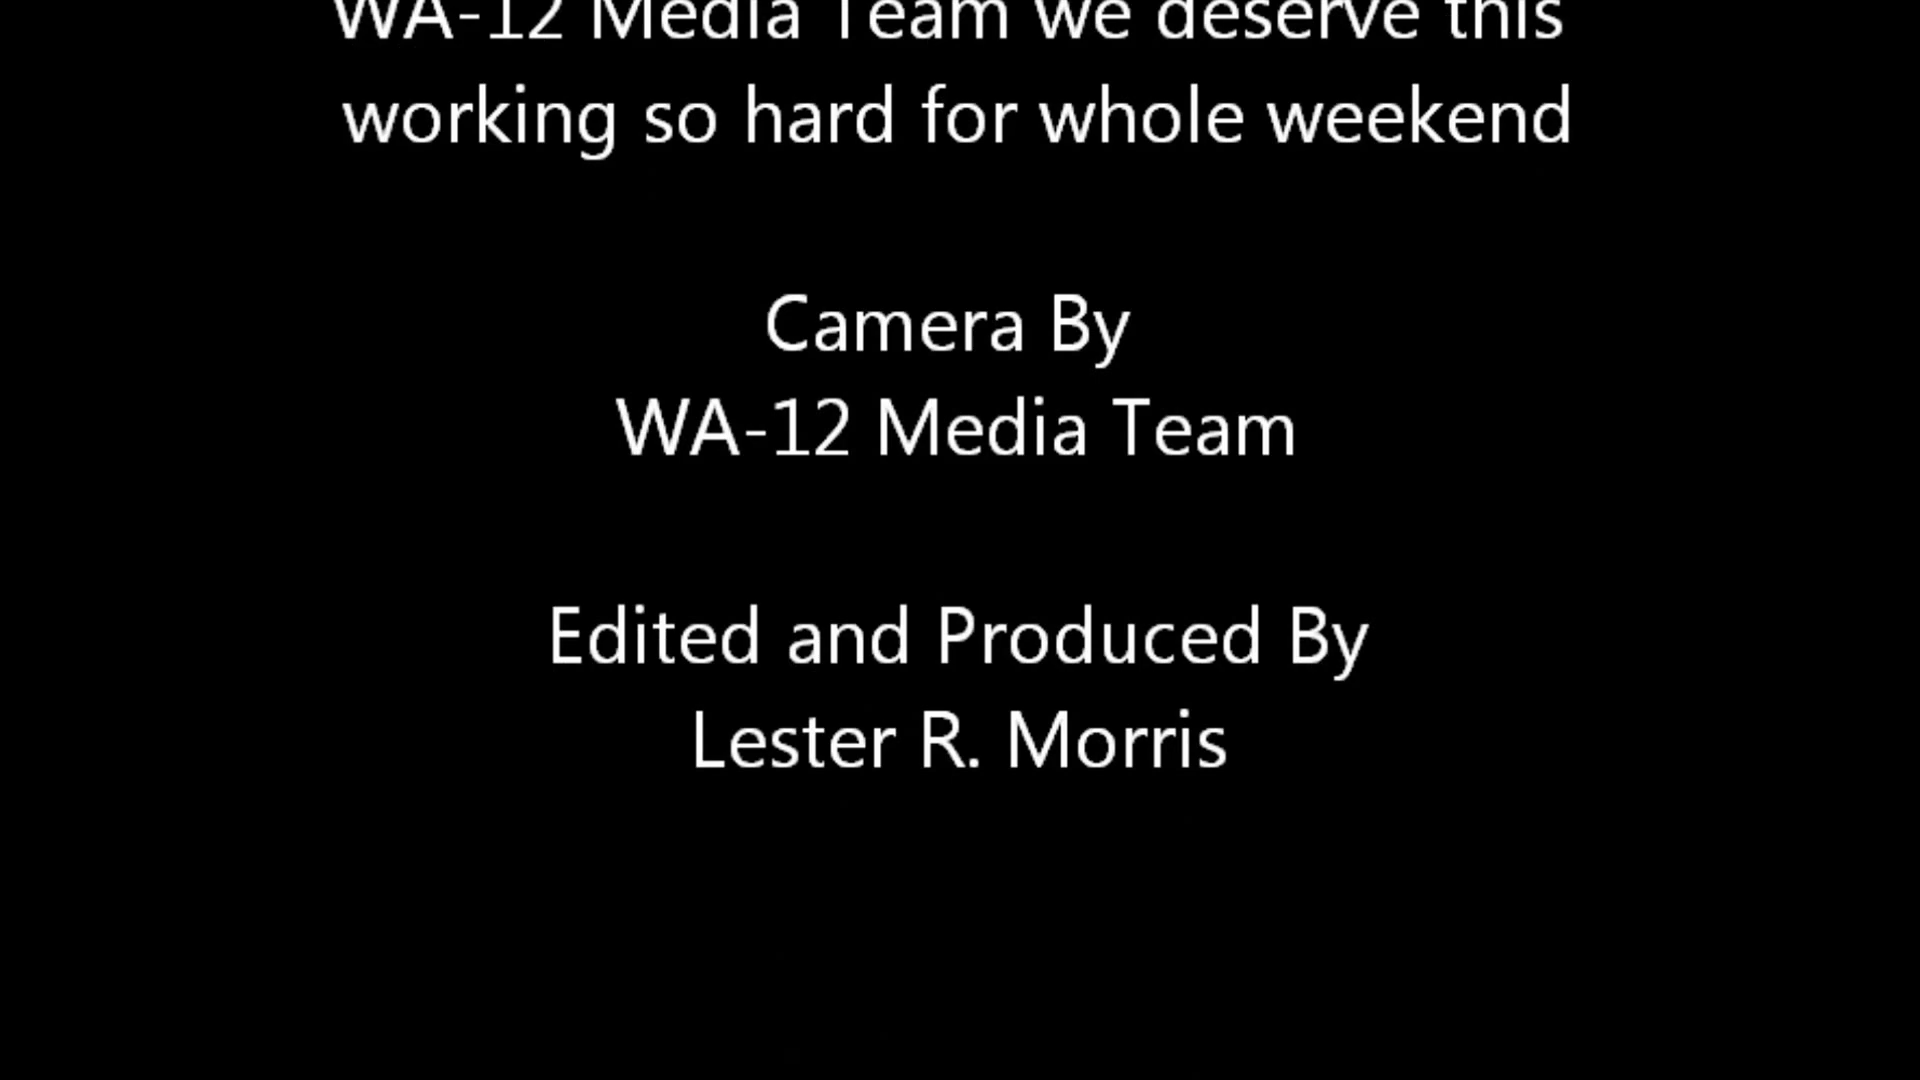 WA-12 Media Team we deserve this
working so hard for whole weekend
Camera By
WA-12 Media Team
Edited and Produced By
Lester R. Morris